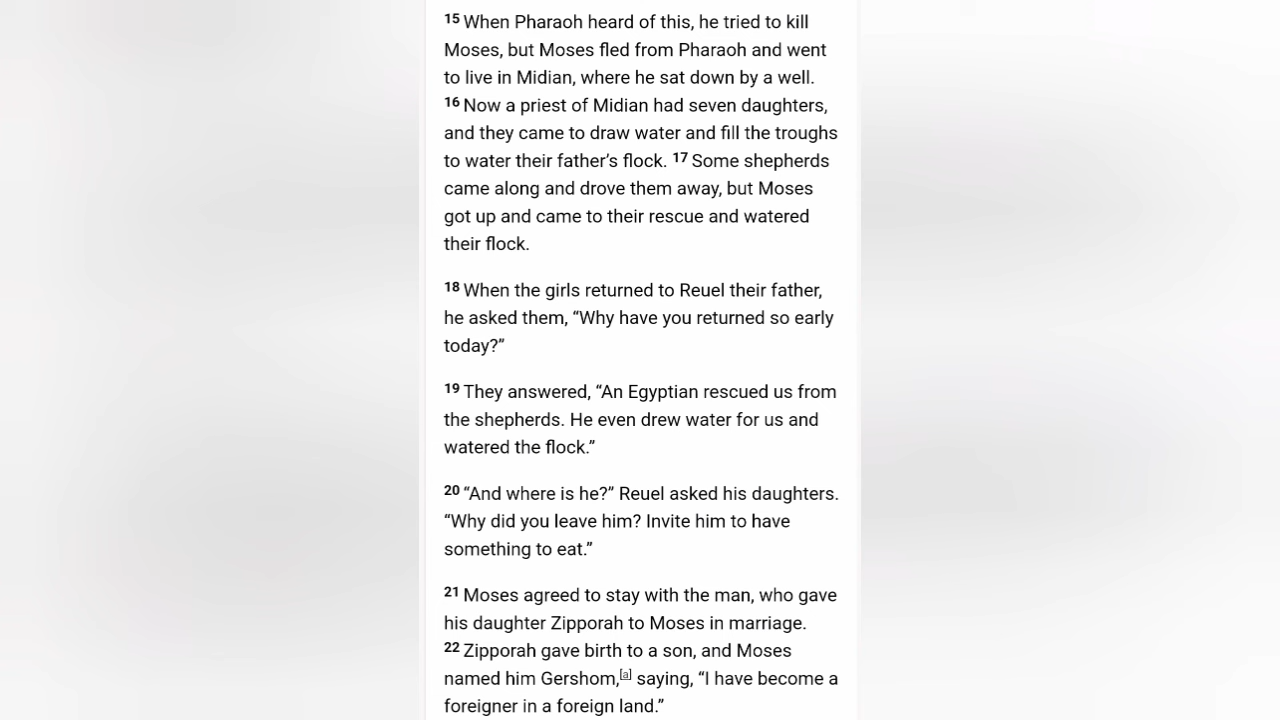 15 When Pharaoh heard of this, he tried to kill
Moses, but Moses fled from Pharaoh and went
to live in Midian, where he sat down by a well.
16 Now a priest of Midian had seven daughters,
and they came to draw water and fill the troughs
to water their father’s flock. 17 Some shepherds
came along and drove them away, but Moses
got up and came to their rescue and watered
their flock.
18 When the girls returned to Reuel their father,
he asked them, “Why have you returned so early
today?”
19 They answered, “An Egyptian rescued us from
the shepherds. He even drew water for us and
watered the flock.”
20 “And where is he?” Reuel asked his daughters.
“Why did you leave him? Invite him to have
something to eat.”
21 Moses agreed to stay with the man, who gave
his daughter Zipporah to Moses in marriage.
22 Zipporah gave birth to a son, and Moses
named him Gershom,[a] saying, “I have become a
foreigner in a foreign land.”